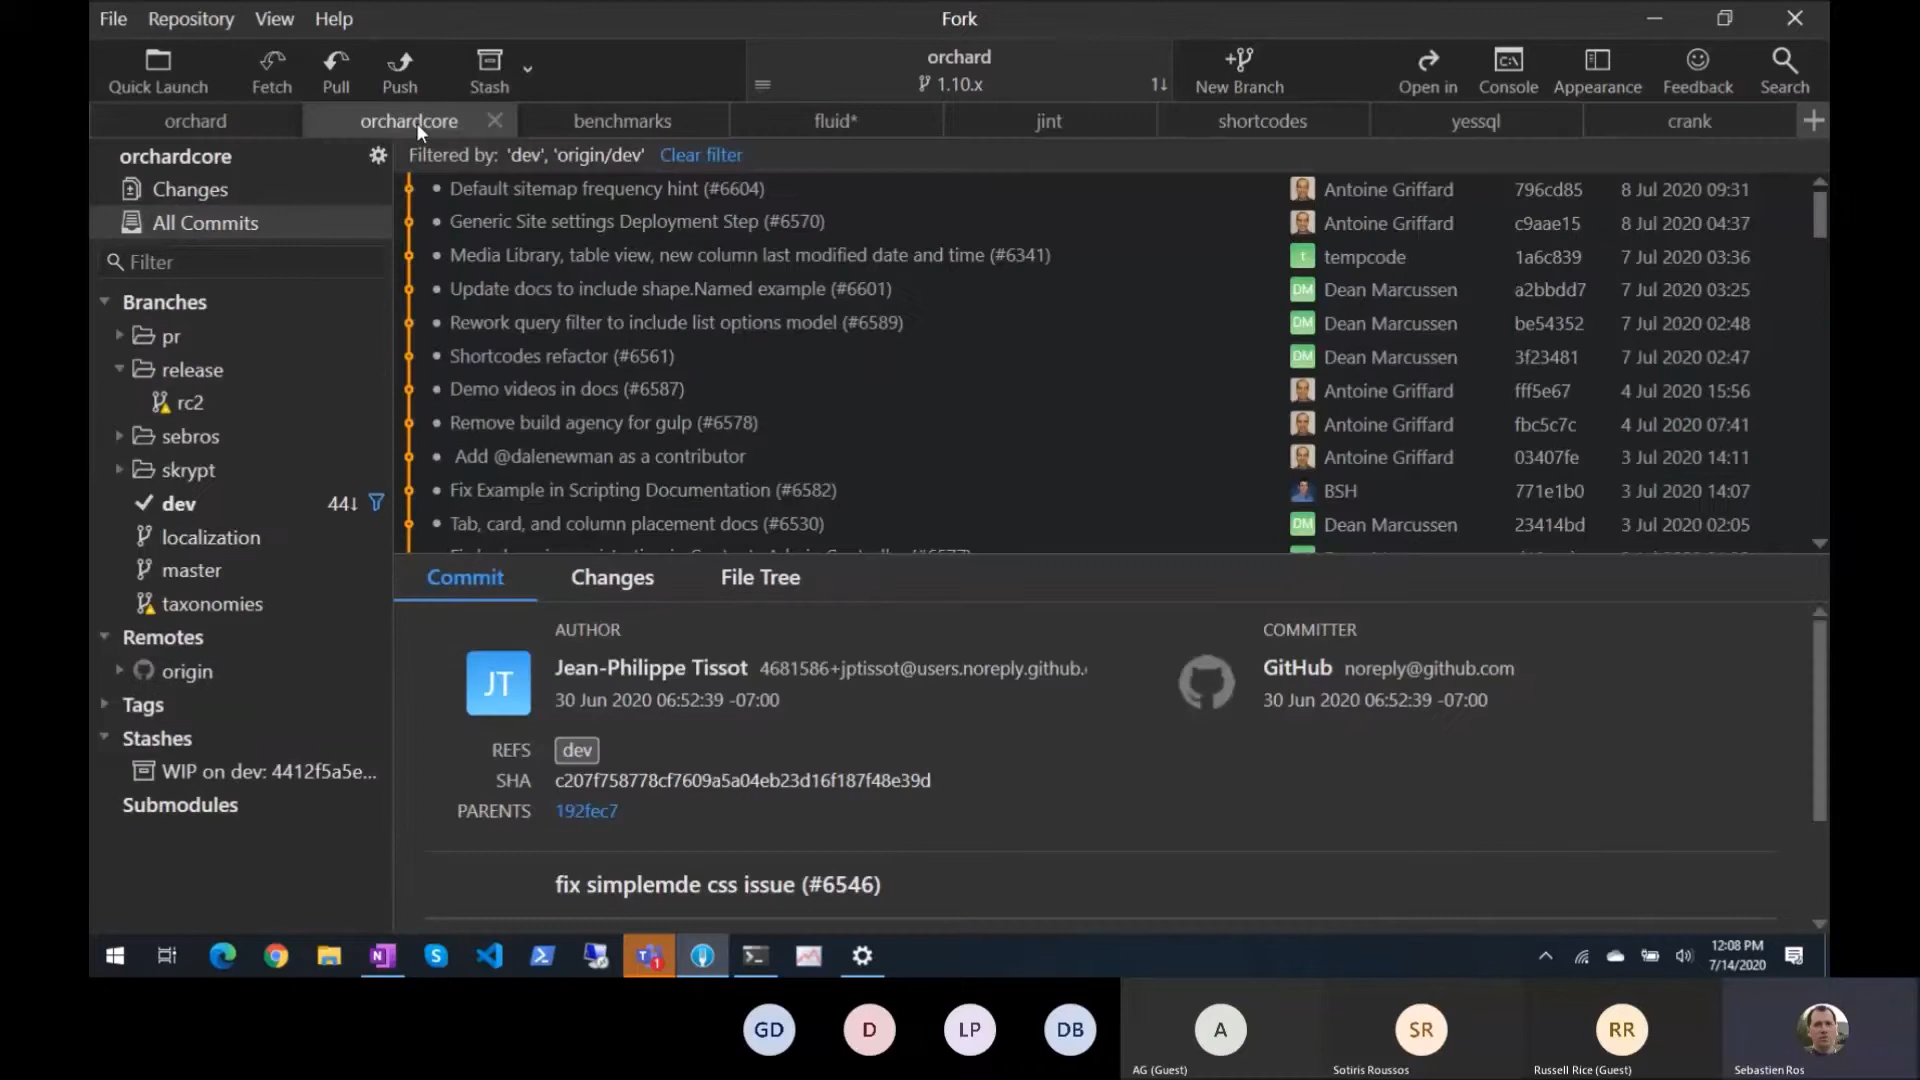 File Repository View Help
Fork
Quick Launch
Fetch
Pull
Push
Stash
orchard
1.10.x
New Branch
Open in
Console
Appearance
Feedback
Search
orchard
orchardcore
benchmarks
fluid*
jint
shortcodes
yessql
crank
orchardcore
Changes
All Commits
Filter
Branches
pr
release
rc2
sebros
skrypt
dev 44↓
localization
master
taxonomies
Remotes
origin
Tags
Stashes
WIP on dev: 4412f5a5e...
Submodules
Filtered by: 'dev', 'origin/dev' Clear filter
Default sitemap frequency hint (#6604) Antoine Griffard 796cd85 8 Jul 2020 09:31
Generic Site settings Deployment Step (#6570) Antoine Griffard c9aae15 8 Jul 2020 04:37
Media Library, table view, new column last modified date and time (#6341) t tempcode 1a6c839 7 Jul 2020 03:36
Update docs to include shape.Named example (#6601) DM Dean Marcussen a2bbdd7 7 Jul 2020 03:25
Rework query filter to include list options model (#6589) DM Dean Marcussen be54352 7 Jul 2020 02:48
Shortcodes refactor (#6561) DM Dean Marcussen 3f23481 7 Jul 2020 02:47
Demo videos in docs (#6587) Antoine Griffard fff5e67 4 Jul 2020 15:56
Remove build agency for gulp (#6578) Antoine Griffard fbc5c7c 4 Jul 2020 07:41
Add @dalenewman as a contributor Antoine Griffard 03407fe 3 Jul 2020 14:11
Fix Example in Scripting Documentation (#6582) BSH 771e1b0 3 Jul 2020 14:07
Tab, card, and column placement docs (#6530) DM Dean Marcussen 23414bd 3 Jul 2020 02:05
Commit Changes File Tree
AUTHOR
JT
Jean-Philippe Tissot 4681586+jptissot@users.noreply.github.
30 Jun 2020 06:52:39 -07:00
COMMITTER
GitHub noreply@github.com
30 Jun 2020 06:52:39 -07:00
REFS dev
SHA c207f758778cf7609a5a04eb23d16f187f48e39d
PARENTS 192fec7
fix simplemde css issue (#6546)
12:08 PM
7/14/2020
GD
D
LP
DB
A
AG (Guest)
SR
Sotiris Roussos
RR
Russell Rice (Guest)
Sebastien Ros